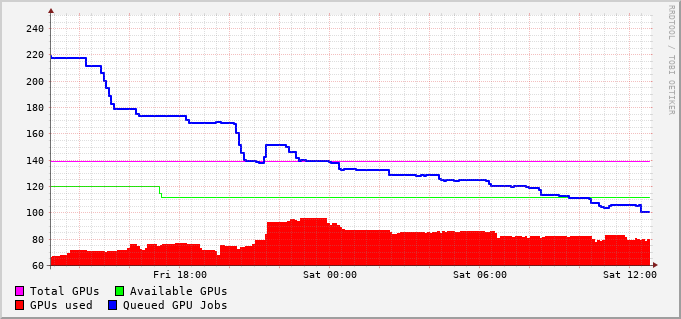 240
220
200
180
160
140
120
100
80
60
Fri 18:00 Sat 00:00 Sat 06:00 Sat 12:00
Total GPUs Available GPUs
GPUs used Queued GPU Jobs
RRDTOOL / TOBI OETIKER